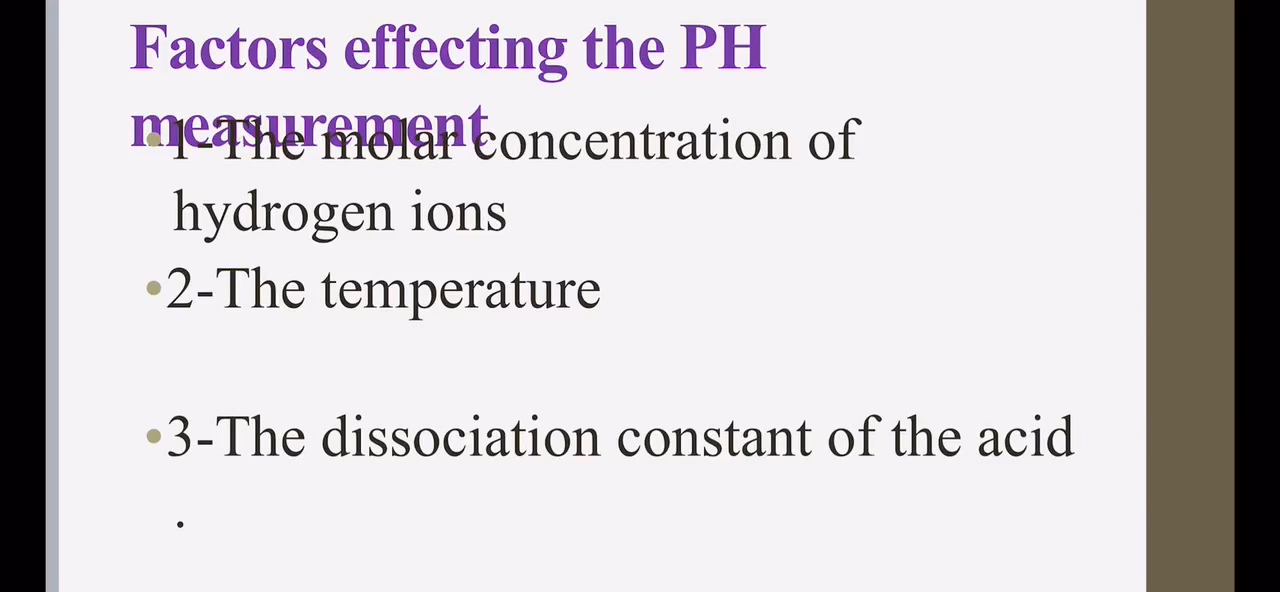 Factors effecting the PH
measurement
•1-The molar concentration of
hydrogen ions
•2-The temperature
•3-The dissociation constant of the acid
.